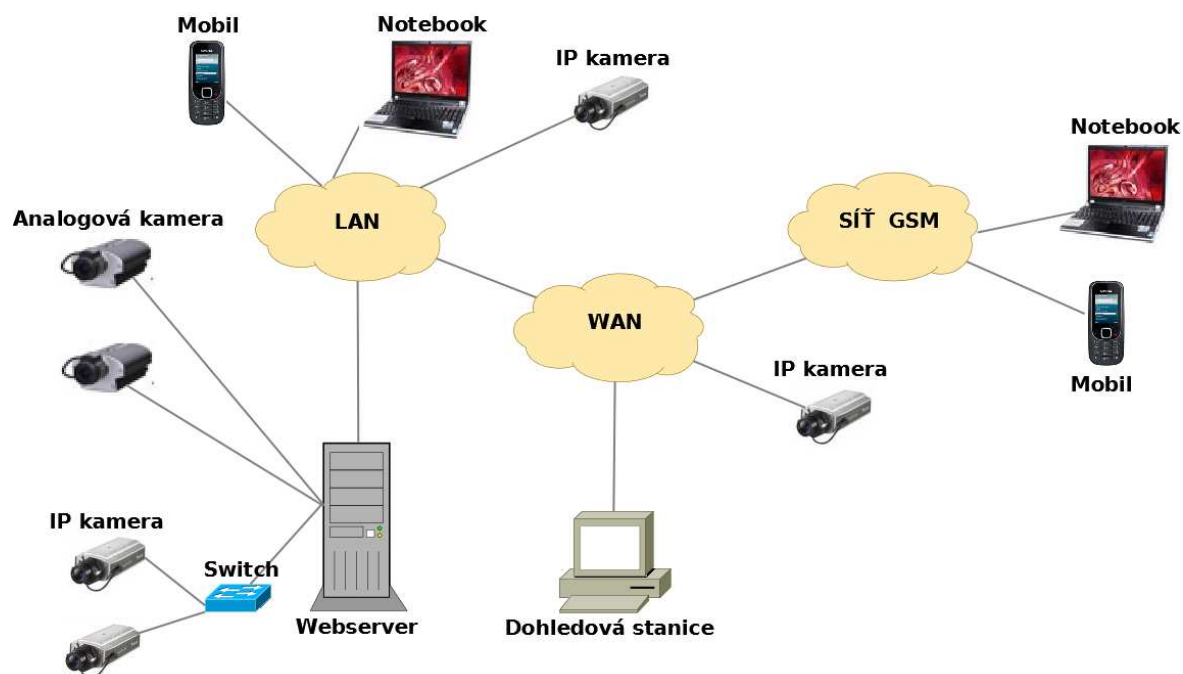 Mobil
Notebook
IP kamera
Notebook
Analogová kamera
LAN
SÍŤ GSM
WAN
IP kamera
Mobil
IP kamera
Switch
Webserver
Dohledová stanice